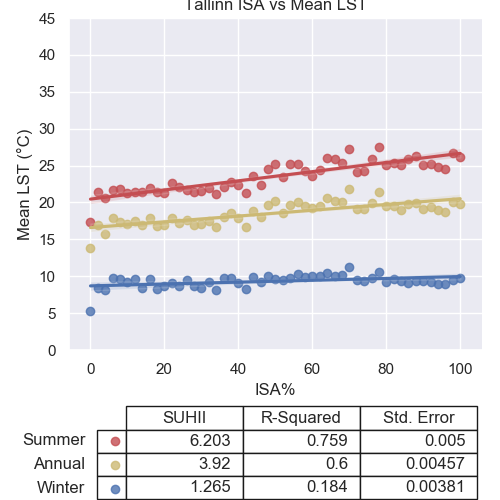 Tallinn ISA vs Mean LST
45
40
35
30
25
20
15
10
5
0
Mean LST (°C)
0 20 40 60 80 100
ISA%
SUHII R-Squared Std. Error
Summer 6.203 0.759 0.005
Annual 3.92 0.6 0.00457
Winter 1.265 0.184 0.00381